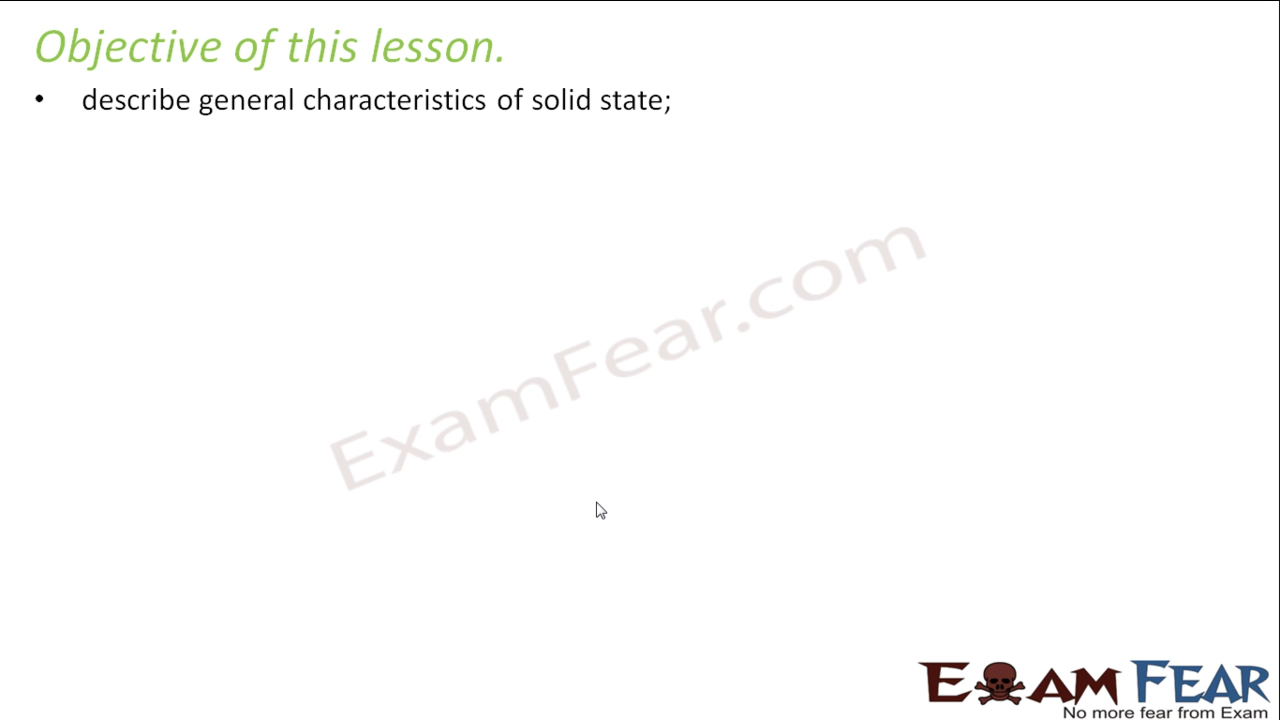 Objective of this lesson.
• describe general characteristics of solid state;
ExamFear.com
EXAM FEAR
No more fear from Exam